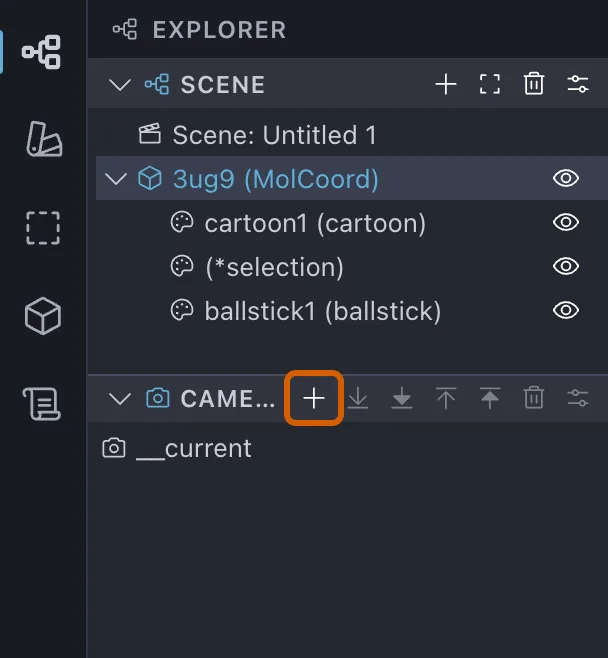 EXPLORER
SCENE
Scene: Untitled 1
3ug9 (MolCoord)
cartoon1 (cartoon)
(*selection)
ballstick1 (ballstick)
CAME...
__current